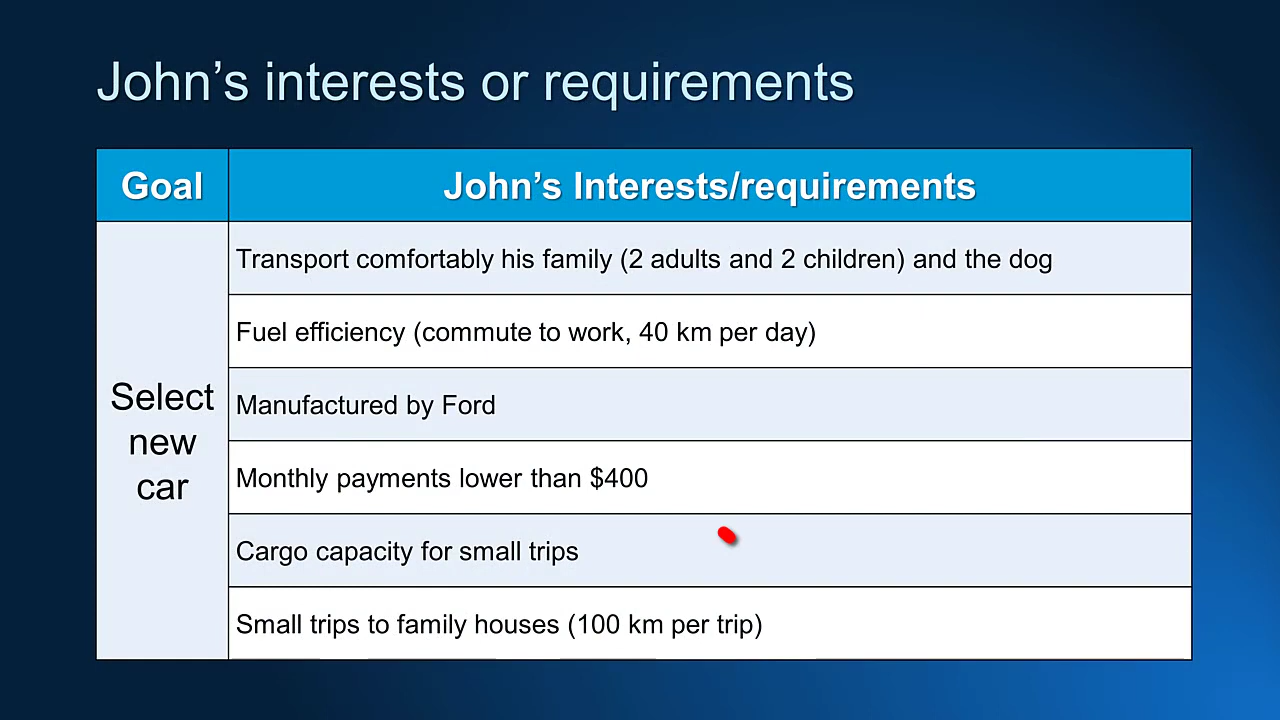 John’s interests or requirements
Goal
John’s Interests/requirements
Select
new
car
Transport comfortably his family (2 adults and 2 children) and the dog
Fuel efficiency (commute to work, 40 km per day)
Manufactured by Ford
Monthly payments lower than $400
Cargo capacity for small trips
Small trips to family houses (100 km per trip)